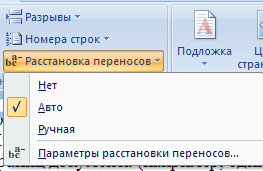 Разрывы
Номера строк
Расстановка переносов
Подложка
Нет
Авто
Ручная
Параметры расстановки переносов...